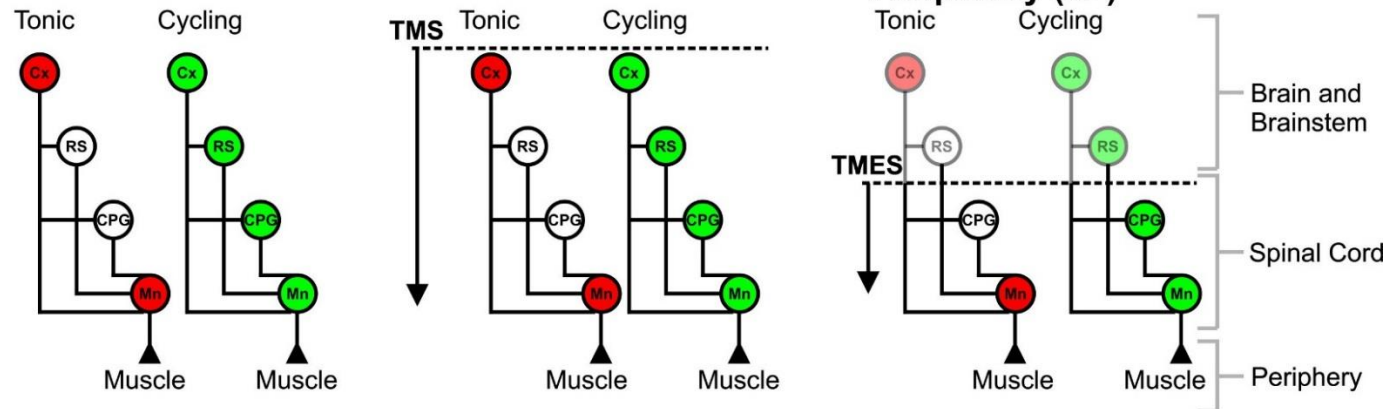 Tonic Cycling
Cx Cx
RS RS
CPG CPG
Mn Mn
Muscle Muscle
TMS
Tonic Cycling
Cx Cx
RS RS
CPG CPG
Mn Mn
Muscle Muscle
Tonic Cycling
Cx Cx
RS RS
TMES
CPG CPG
Mn Mn
Muscle Muscle
Brain and
Brainstem
Spinal Cord
Periphery